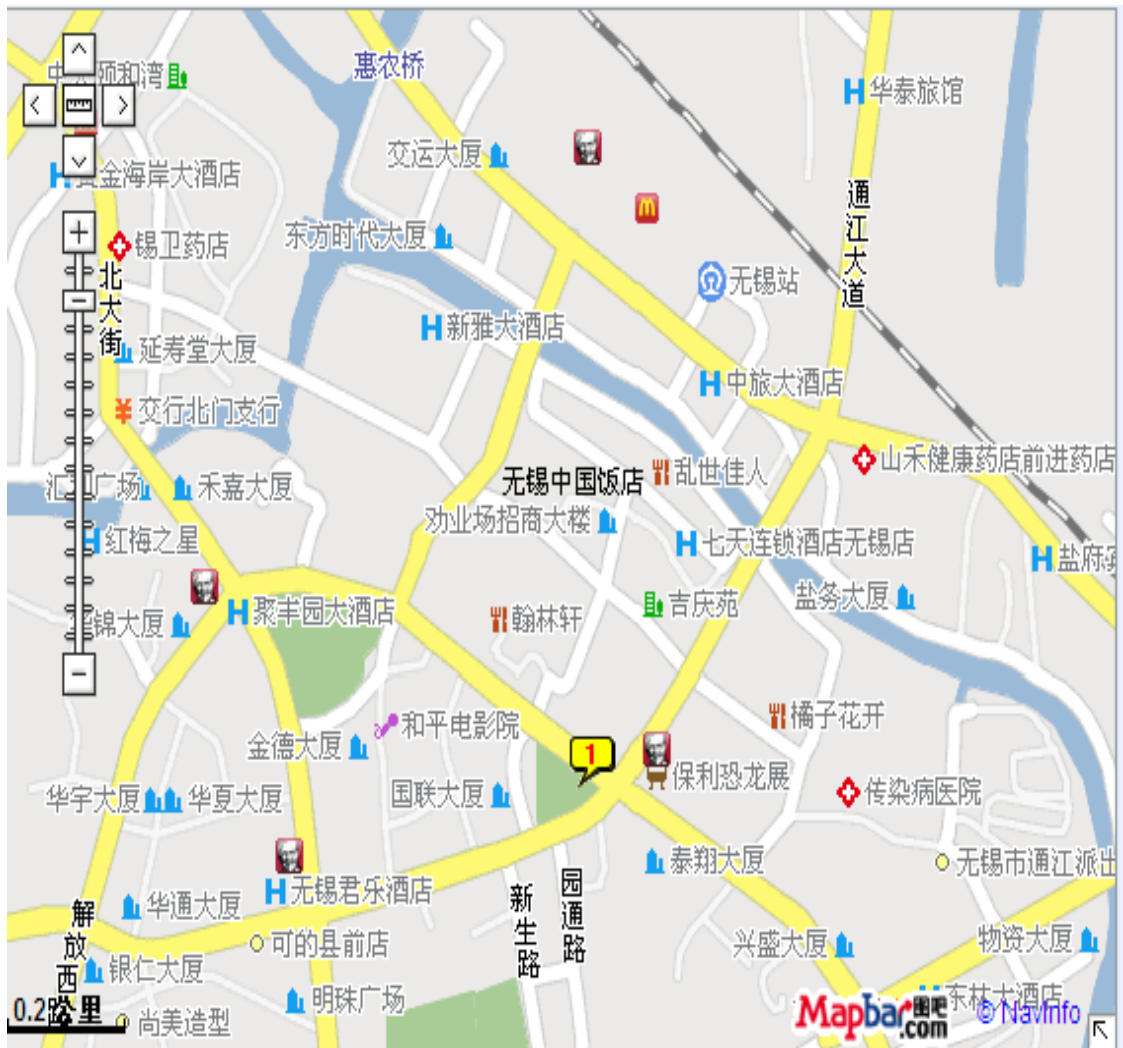 惠农桥
华泰旅馆
交运大厦
金海岸大酒店
通江大道
锡卫药店
东方时代大厦
无锡站
北大街
新雅大酒店
延寿堂大厦
中旅大酒店
交行北门支行
山禾健康药店前进药店
乱世佳人
无锡中国饭店
禾嘉大厦
广场
劝业场招商大楼
红梅之星
七天连锁酒店无锡店
盐府
盐务大厦
聚丰园大酒店
吉庆苑
翰林轩
锦大厦
橘子花开
和平电影院
金德大厦
1
保利恐龙展
国联大厦
华宇大厦
华夏大厦
传染病医院
泰翔大厦
无锡市通江派出
无锡君乐酒店
园通路
新生路
华通大厦
解放西路
可的县前店
兴盛大厦
物资大厦
银仁大厦
明珠广场
东林大酒店
0.2公里
尚美造型
Mapbar图吧.com
© NavInfo